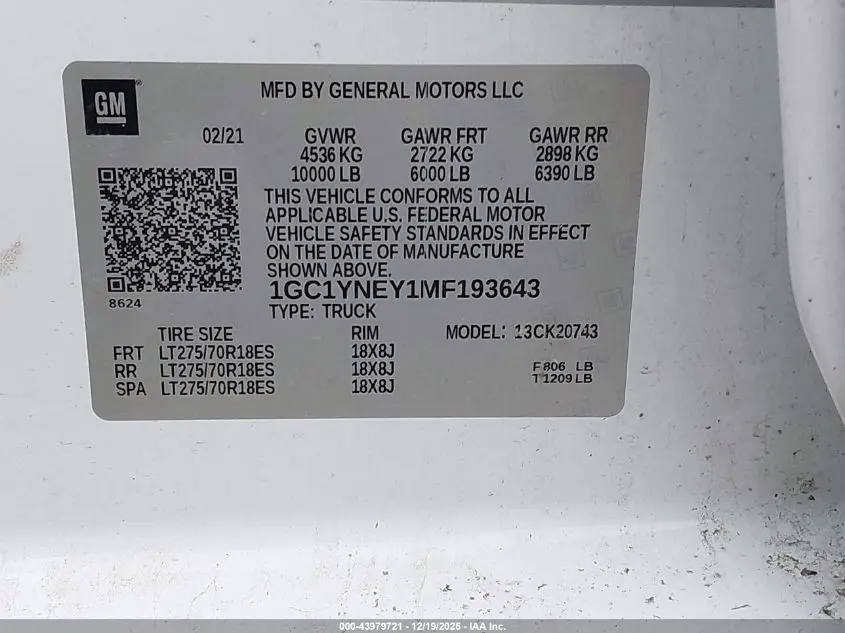 GM
MFD BY GENERAL MOTORS LLC
02/21 GVWR GAWR FRT GAWR RR
4536 KG 2722 KG 2898 KG
10000 LB 6000 LB 6390 LB
THIS VEHICLE CONFORMS TO ALL
APPLICABLE U.S. FEDERAL MOTOR
VEHICLE SAFETY STANDARDS IN EFFECT
ON THE DATE OF MANUFACTURE
SHOWN ABOVE.
8624
1GC1YNEY1MF193643
TYPE: TRUCK
TIRE SIZE RIM MODEL: 13CK20743
FRT LT275/70R18ES 18X8J
RR LT275/70R18ES 18X8J F 806 LB
SPA LT275/70R18ES 18X8J T 1209 LB
000-43979721 - 12/19/2025 - IAA Inc.